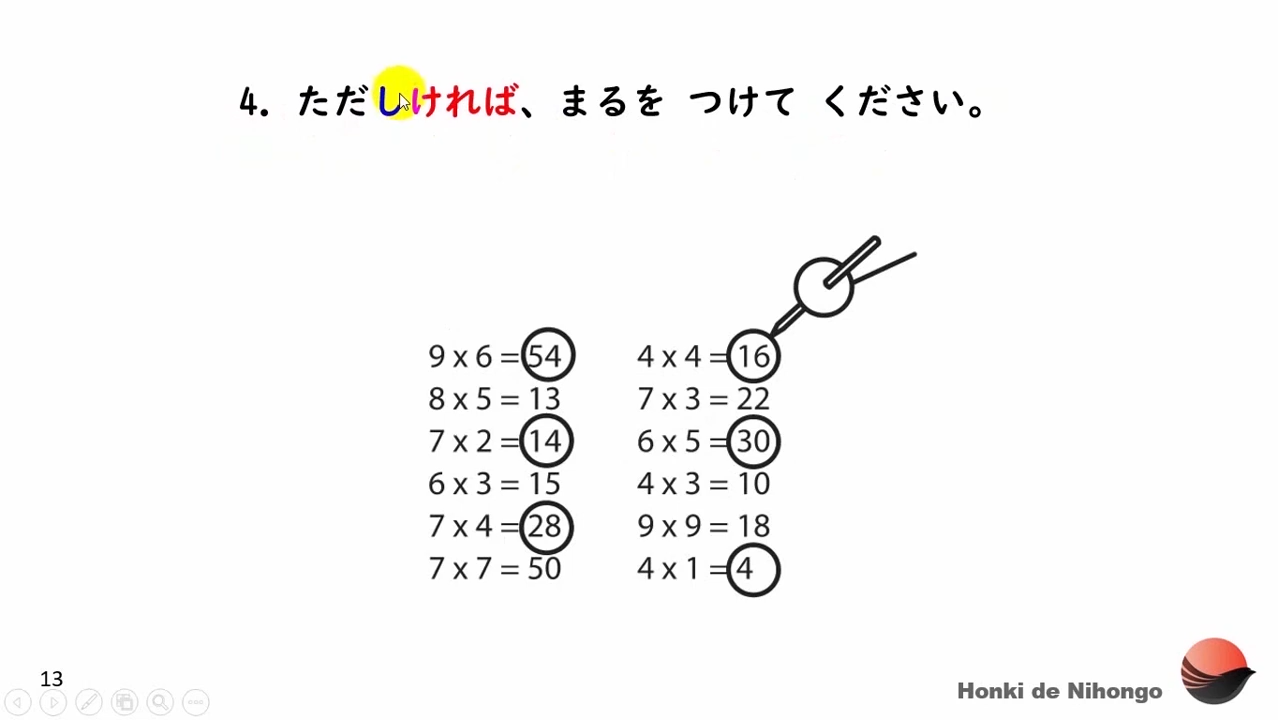 4. ただしければ、まるを つけて ください。
9 x 6 = 54
8 x 5 = 13
7 x 2 = 14
6 x 3 = 15
7 x 4 = 28
7 x 7 = 50
4 x 4 = 16
7 x 3 = 22
6 x 5 = 30
4 x 3 = 10
9 x 9 = 18
4 x 1 = 4
13
Honki de Nihongo